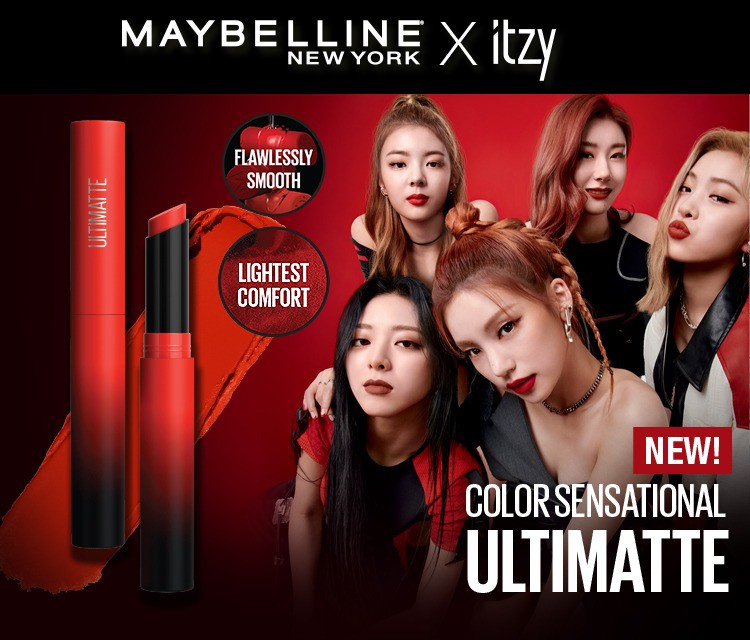 MAYBELLINE® X itzy
NEW YORK
ULTIMATTE
FLAWLESSLY
SMOOTH
LIGHTEST
COMFORT
NEW!
COLOR SENSATIONAL
ULTIMATTE